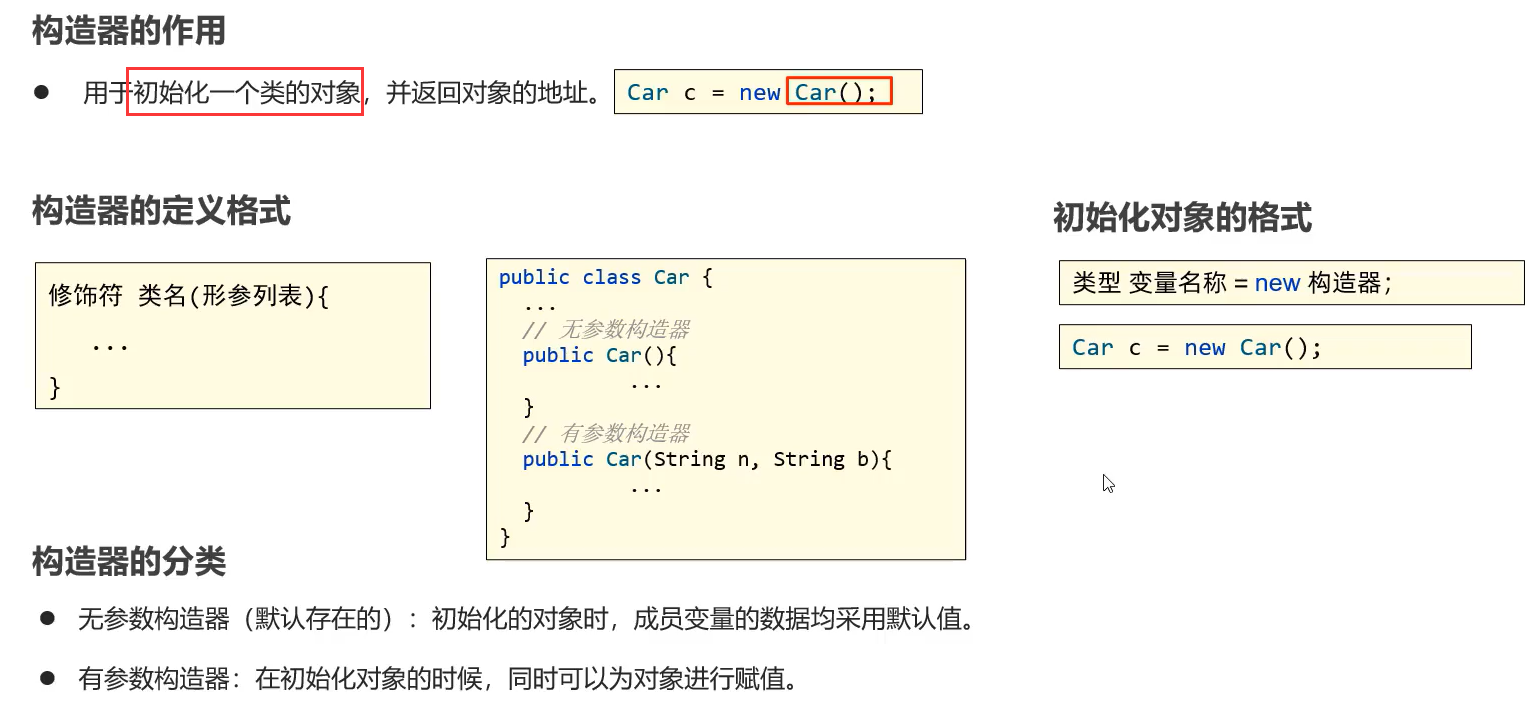 构造器的作用
● 用于初始化一个类的对象，并返回对象的地址。
Car c = new Car();
构造器的定义格式
修饰符 类名(形参列表){
...
}
public class Car {
...
// 无参数构造器
public Car(){
...
}
// 有参数构造器
public Car(String n, String b){
...
}
}
初始化对象的格式
类型 变量名称 = new 构造器;
Car c = new Car();
构造器的分类
● 无参数构造器（默认存在的）：初始化的对象时，成员变量的数据均采用默认值。
● 有参数构造器：在初始化对象的时候，同时可以为对象进行赋值。